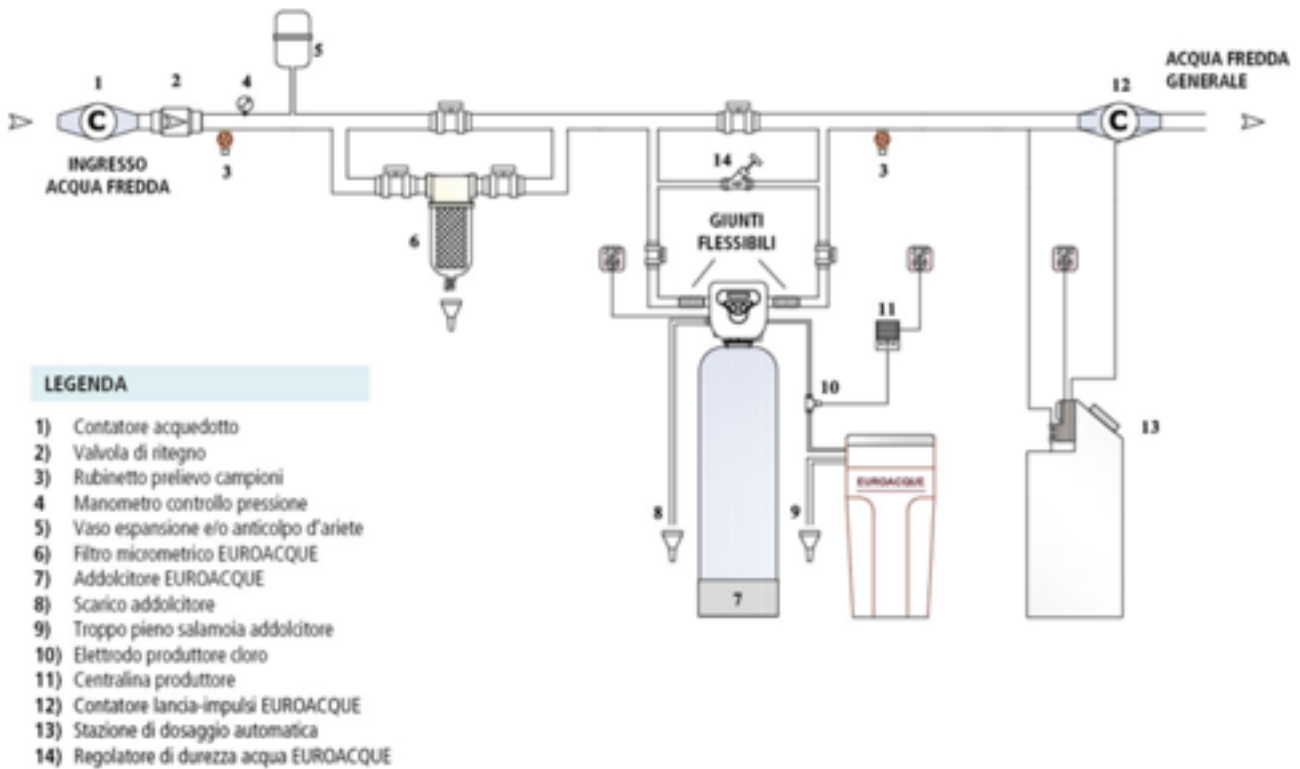 5
ACQUA FREDDA
GENERALE
1
2
4
12
C
C
INGRESSO
ACQUA FREDDA
3
14
3
6
GIUNTI
FLESSIBILI
11
10
13
EUROACQUE
8
9
7
LEGENDA
1) Contatore acquedotto
2) Valvola di ritegno
3) Rubinetto prelievo campioni
4 Manometro controllo pressione
5) Vaso espansione e/o anticolpo d'ariete
6) Filtro micrometrico EUROACQUE
7) Addolcitore EUROACQUE
8) Scarico addolcitore
9) Troppo pieno salamoia addolcitore
10) Elettrodo produttore cloro
11) Centralina produttore
12) Contatore lancia-impulsi EUROACQUE
13) Stazione di dosaggio automatica
14) Regolatore di durezza acqua EUROACQUE